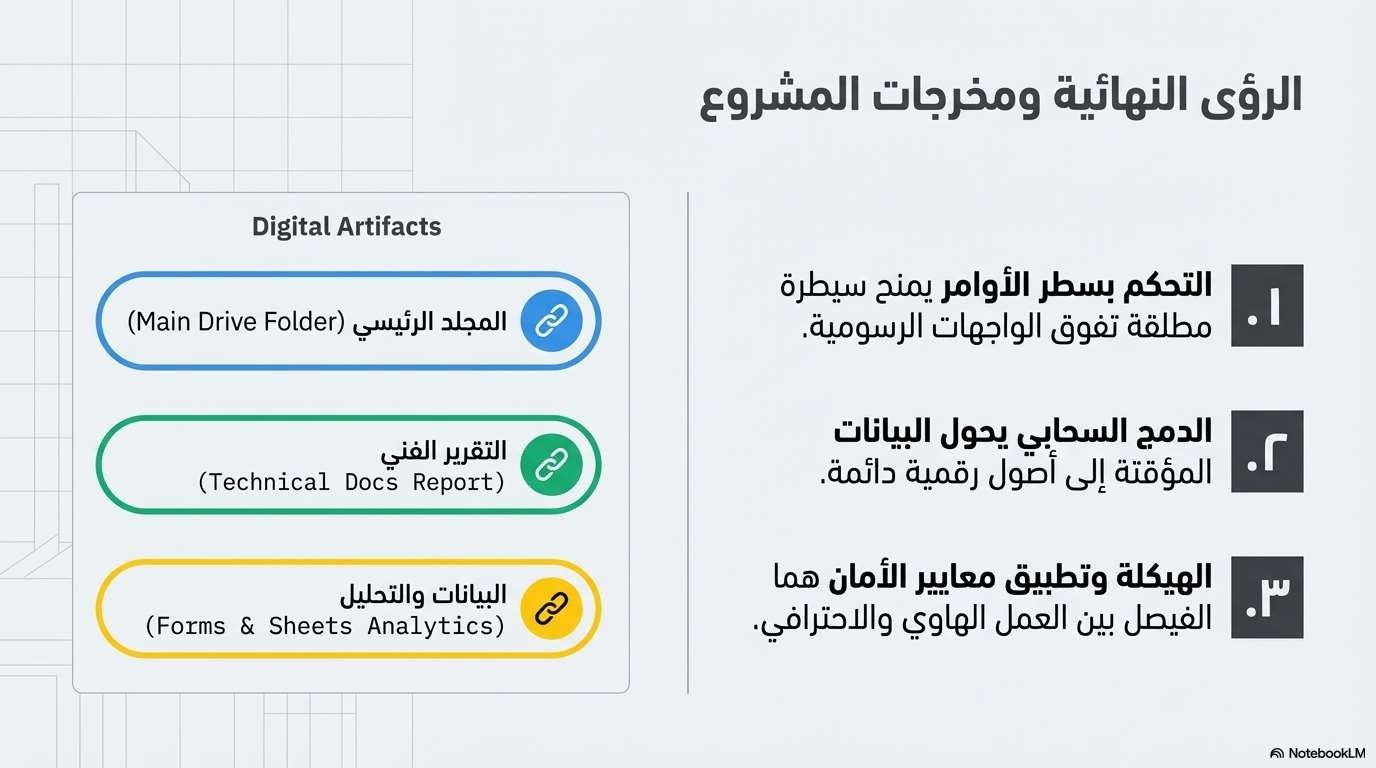 الرؤى النهائية ومخرجات المشروع
١.
التحكم بسطر الأوامر يمنح سيطرة
مطلقة تفوق الواجهات الرسومية.
٢.
الدمج السحابي يحول البيانات
المؤقتة إلى أصول رقمية دائمة.
٣.
الهيكلة وتطبيق معايير الأمان هما
الفيصل بين العمل الهاوي والاحترافي.
Digital Artifacts
المجلد الرئيسي (Main Drive Folder)
التقرير الفني
(Technical Docs Report)
البيانات والتحليل
(Forms & Sheets Analytics)
NotebookLM